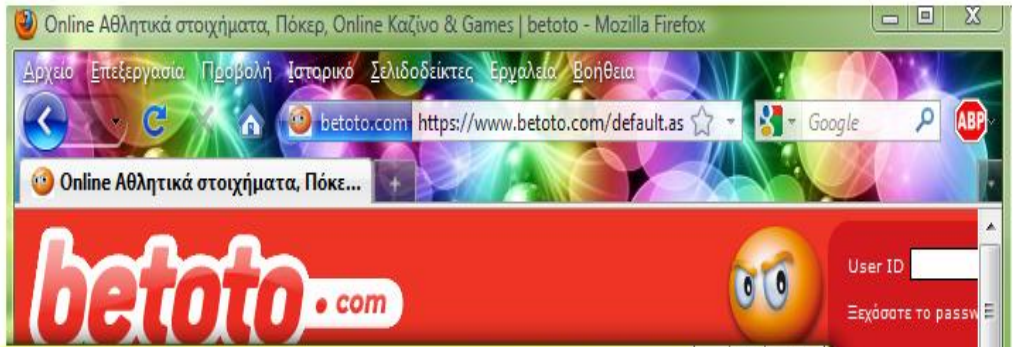 Online Αθλητικά στοιχήματα, Πόκερ, Online Καζίνο & Games | betoto - Mozilla Firefox
Αρχείο Επεξεργασία Προβολή Ιστορικό Σελιδοδείκτες Εργαλεία Βοήθεια
betoto.com https://www.betoto.com/default.as Google ABP
Online Αθλητικά στοιχήματα, Πόκε...
betoto.com
User ID
Ξεχάσατε το passw